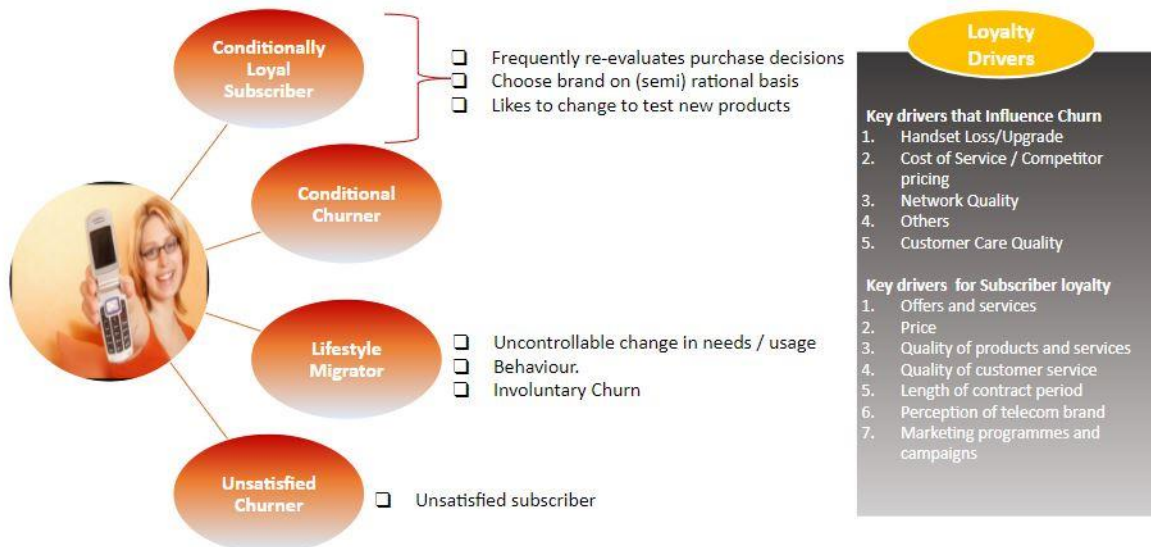 Conditionally
Loyal
Subscriber
❑ Frequently re-evaluates purchase decisions
❑ Choose brand on (semi) rational basis
❑ Likes to change to test new products
Conditional
Churner
Lifestyle
Migrator
❑ Uncontrollable change in needs / usage
❑ Behaviour.
❑ Involuntary Churn
Unsatisfied
Churner
❑ Unsatisfied subscriber
Loyalty
Drivers
Key drivers that Influence Churn
1. Handset Loss/Upgrade
2. Cost of Service / Competitor
pricing
3. Network Quality
4. Others
5. Customer Care Quality
Key drivers for Subscriber loyalty
1. Offers and services
2. Price
3. Quality of products and services
4. Quality of customer service
5. Length of contract period
6. Perception of telecom brand
7. Marketing programmes and
campaigns